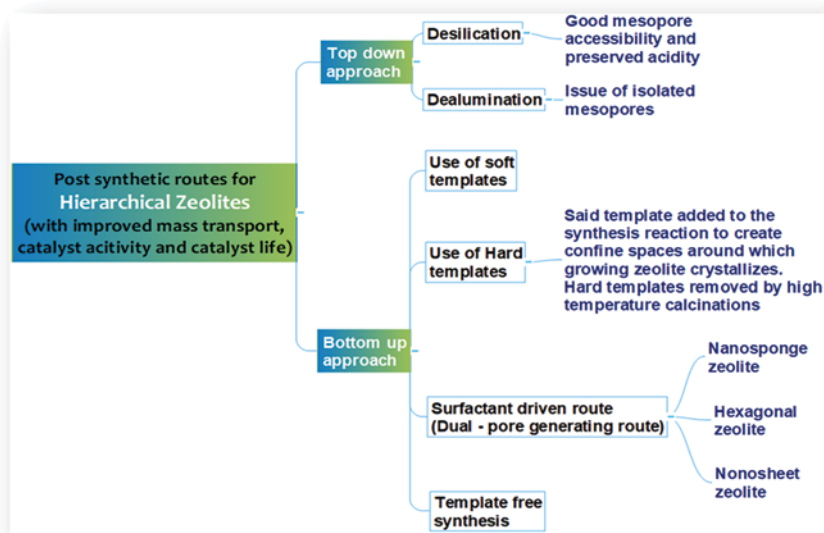 Post synthetic routes for
Hierarchical Zeolites
(with improved mass transport,
catalyst acitivity and catalyst life)
Top down
approach
Desilication
Good mesopore
accessibility and
preserved acidity
Dealumination
Issue of isolated
mesopores
Bottom up
approach
Use of soft
templates
Use of Hard
templates
Said template added to the
synthesis reaction to create
confine spaces around which
growing zeolite crystallizes.
Hard templates removed by high
temperature calcinations
Surfactant driven route
(Dual - pore generating route)
Nanosponge
zeolite
Hexagonal
zeolite
Nonosheet
zeolite
Template free
synthesis